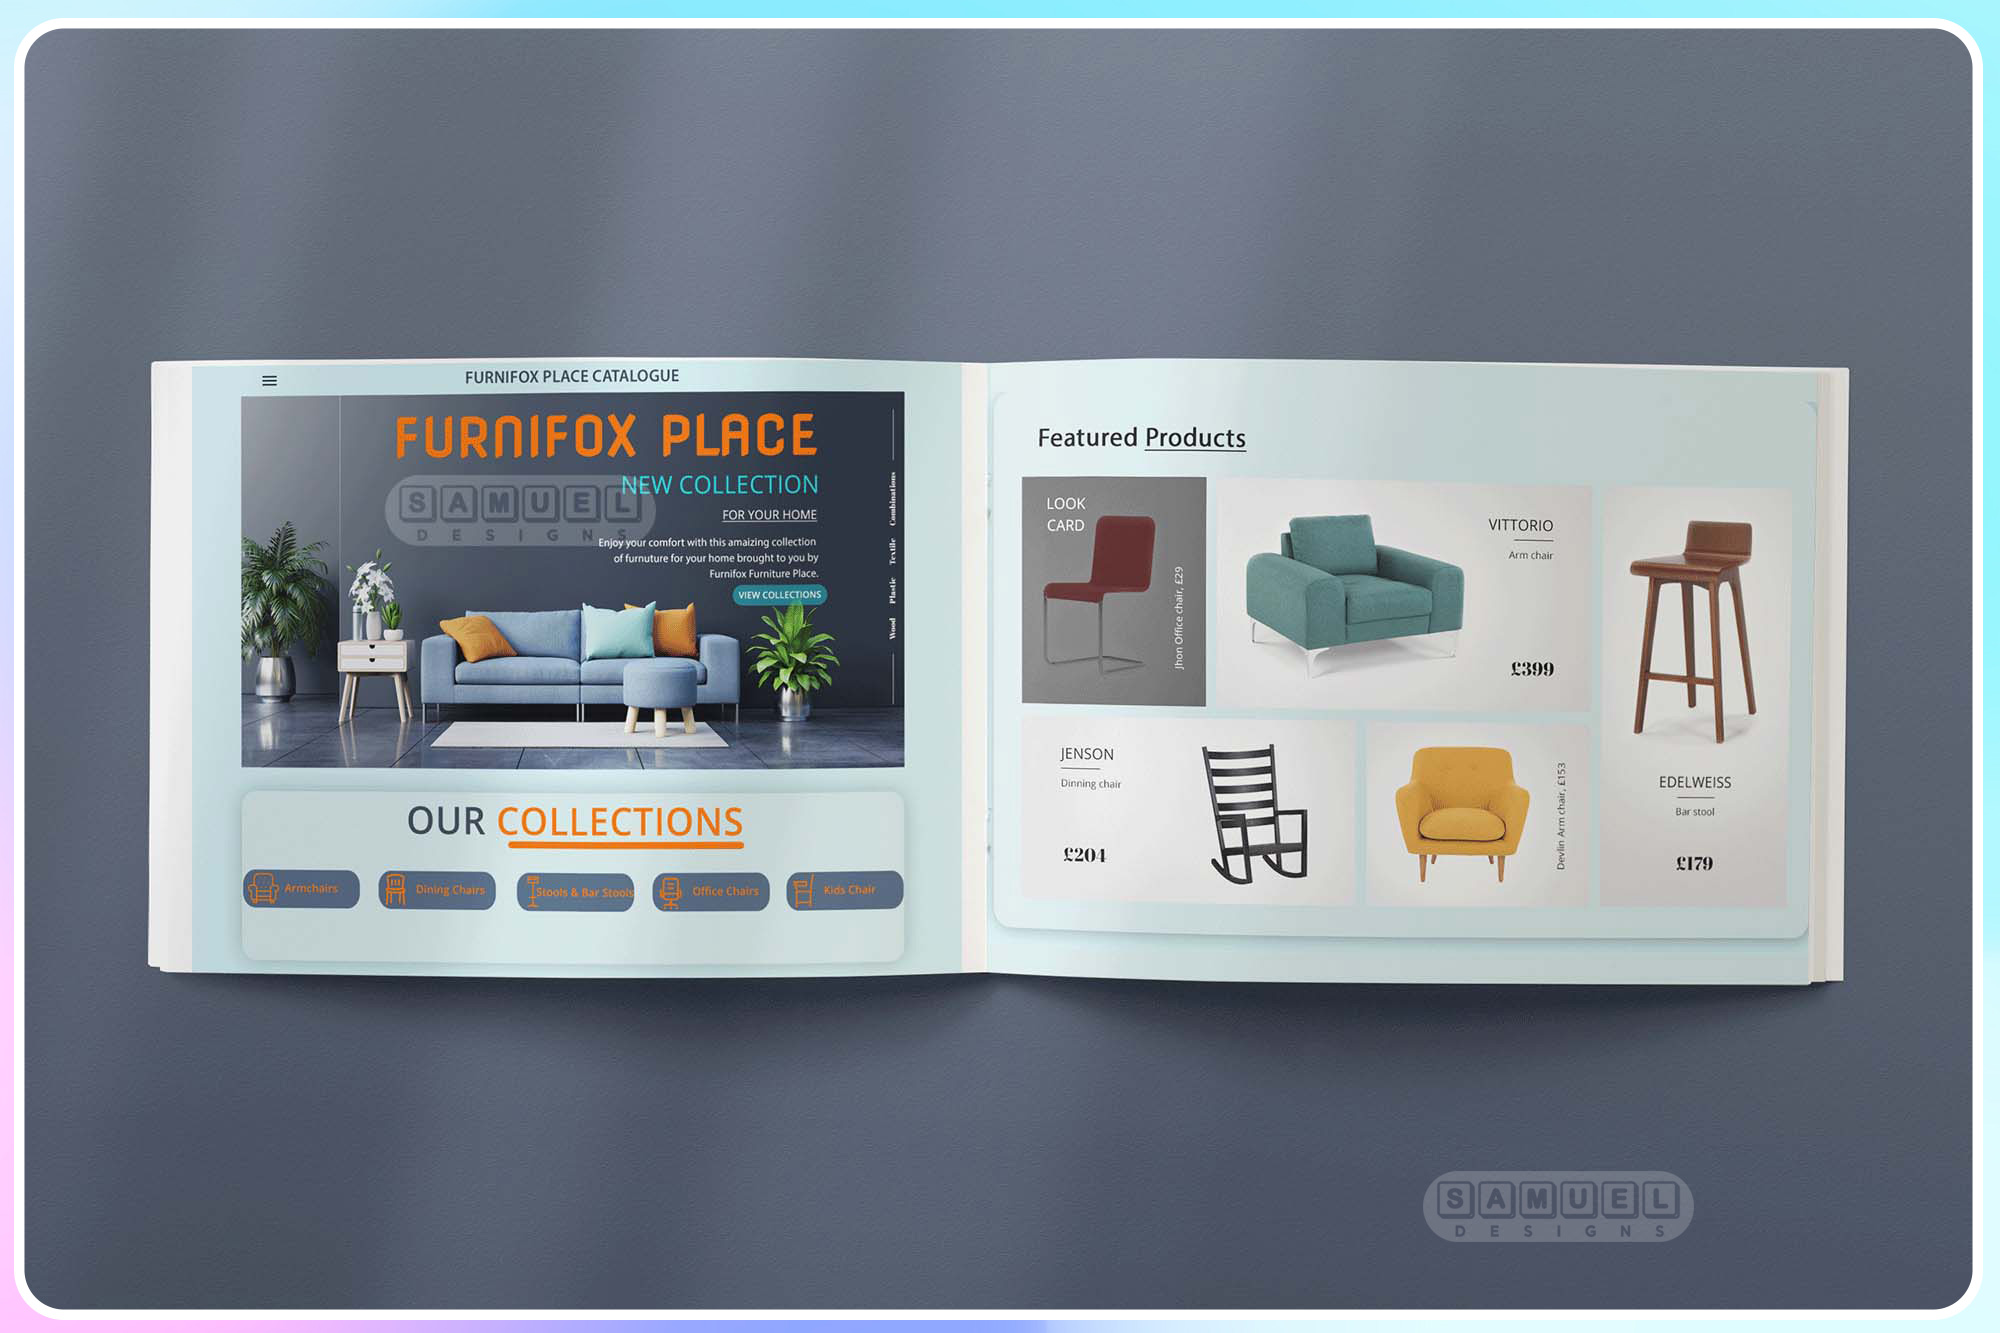 FURNIFOX PLACE CATALOGUE
FURNIFOX PLACE
NEW COLLECTION
FOR YOUR HOME
Enjoy your comfort with this amaizing collection
of furnuture for your home brought to you by
Furnifox Furniture Place.
VIEW COLLECTIONS
Wood Plastic Textile Combinations
SAMUEL
DESIGNS
OUR COLLECTIONS
Armchairs
Dining Chairs
Stools & Bar Stools
Office Chairs
Kids Chair
Featured Products
LOOK
CARD
Jhon Office chair, £29
VITTORIO
Arm chair
£399
JENSON
Dinning chair
£204
Devlin Arm chair, £153
EDELWEISS
Bar stool
£179
SAMUEL
DESIGNS